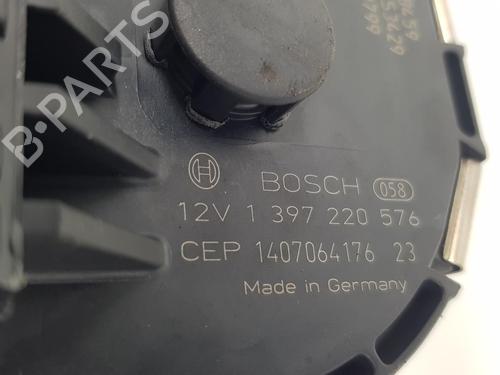 B-PARTS
BOSCH 058
12V 1 397 220 576
CEP 1407064176 23
Made in Germany